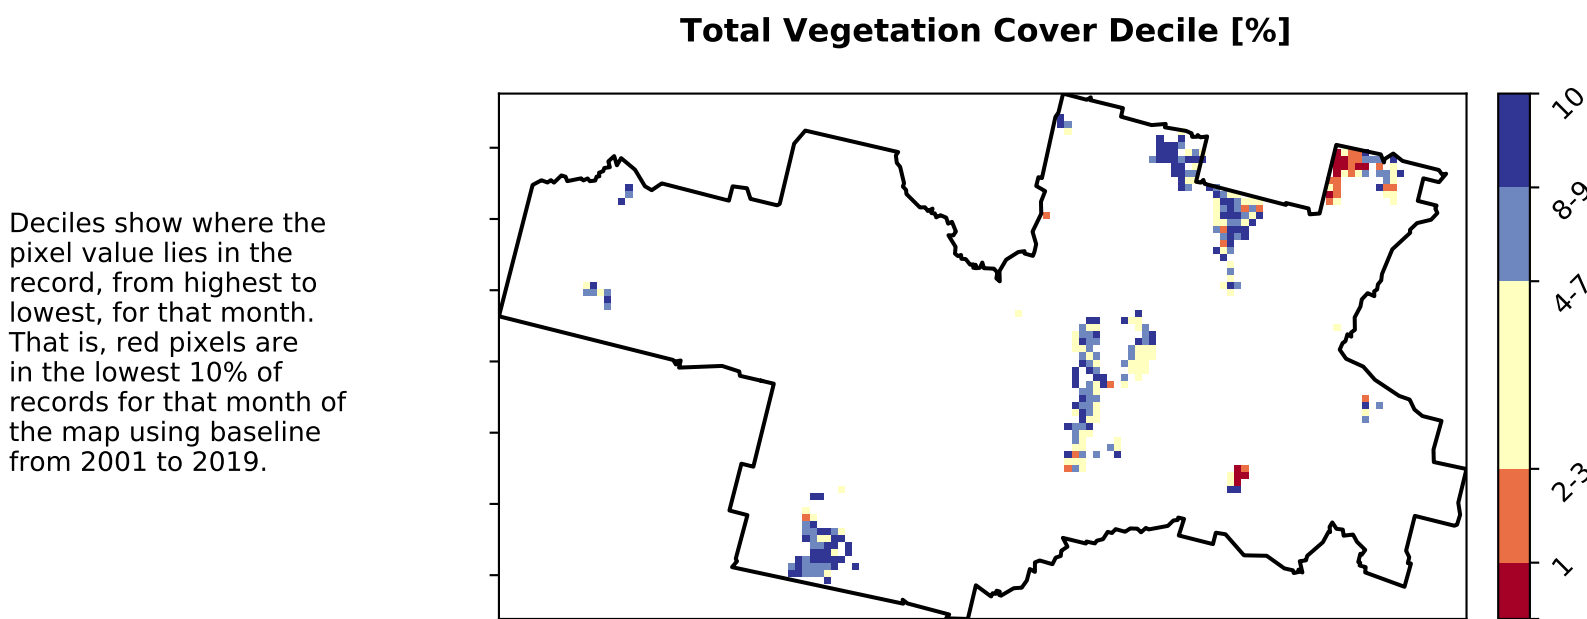 Total Vegetation Cover Decile [%]
Deciles show where the
pixel value lies in the
record, from highest to
lowest, for that month.
That is, red pixels are
in the lowest 10% of
records for that month of
the map using baseline
from 2001 to 2019.
10
8-9
4-7
2-3
1